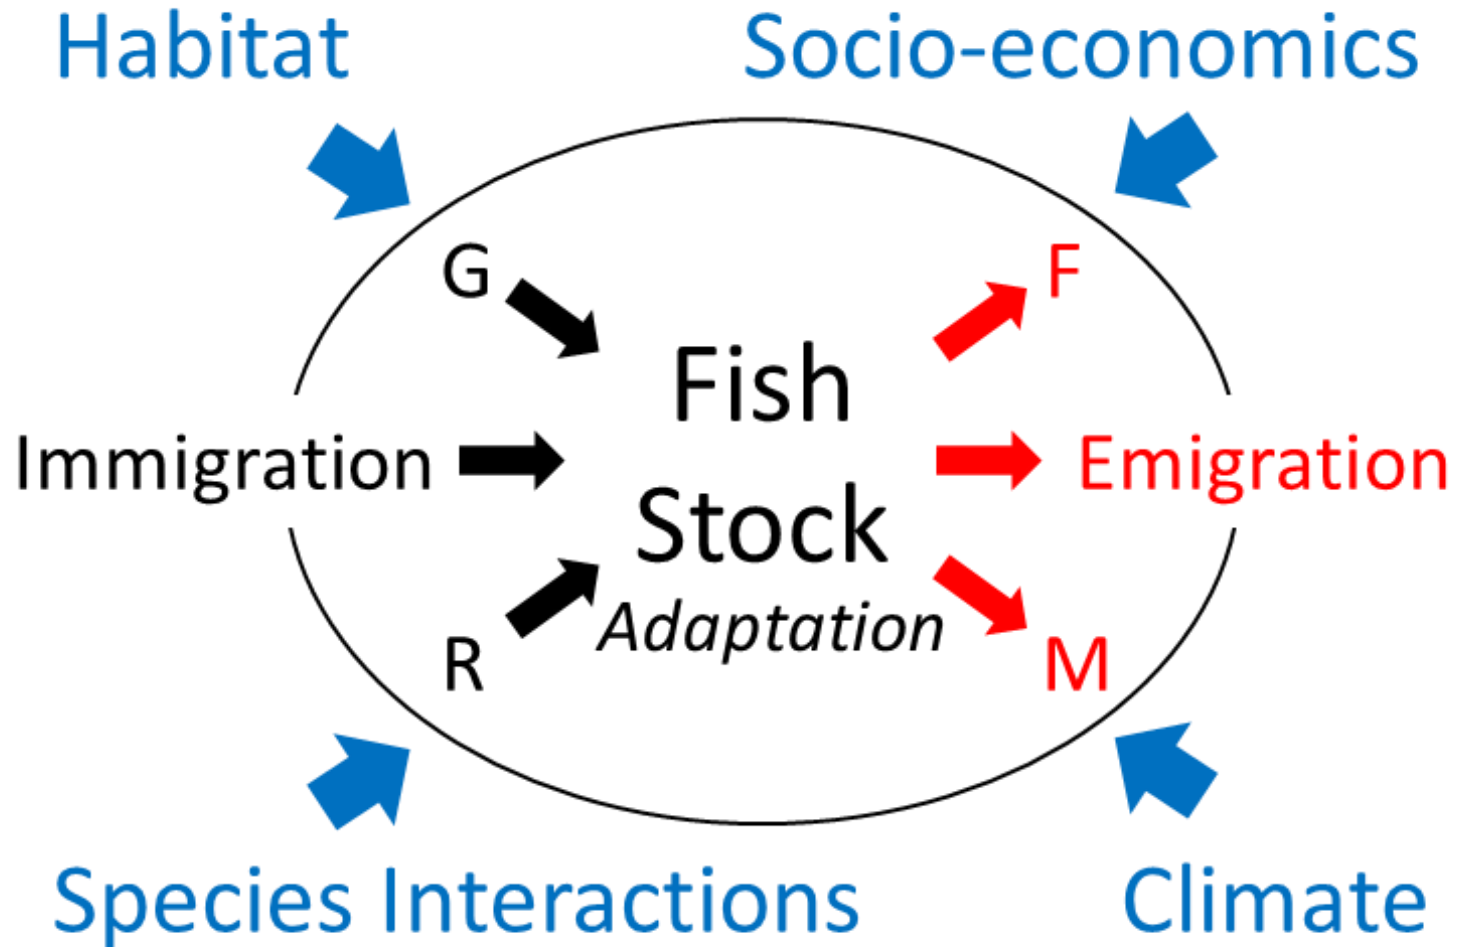 Habitat
Socio-economics
G
F
Fish
Immigration
Emigration
Stock
Adaptation
R
M
Species Interactions
Climate